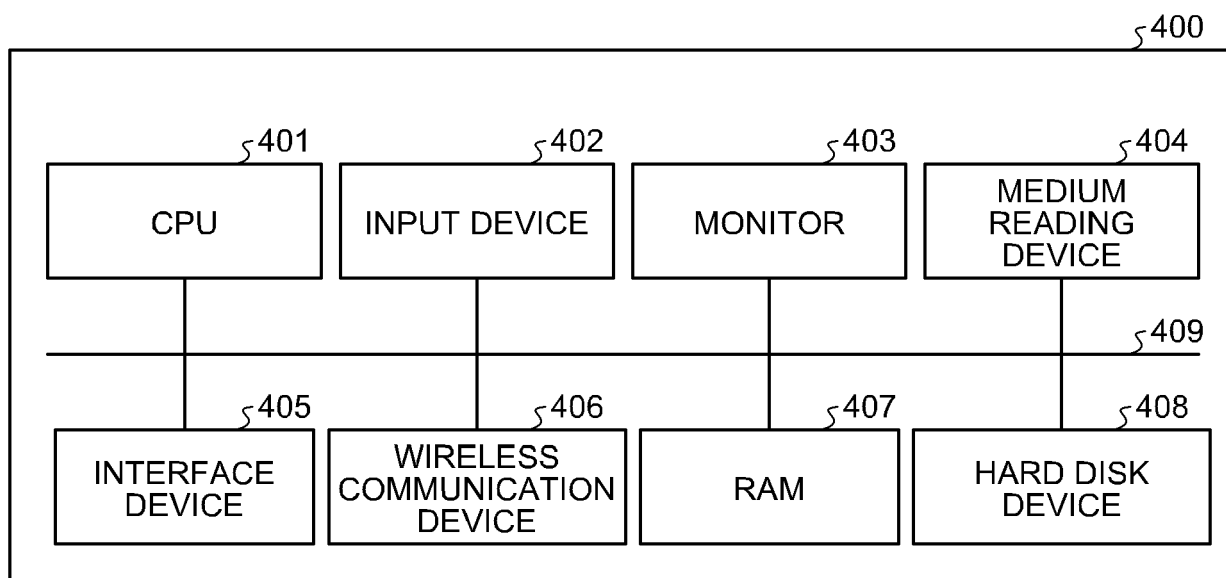 400
401
402
403
404
CPU
INPUT DEVICE
MONITOR
MEDIUM
READING
DEVICE
409
405
406
407
408
INTERFACE
DEVICE
WIRELESS
COMMUNICATION
DEVICE
RAM
HARD DISK
DEVICE